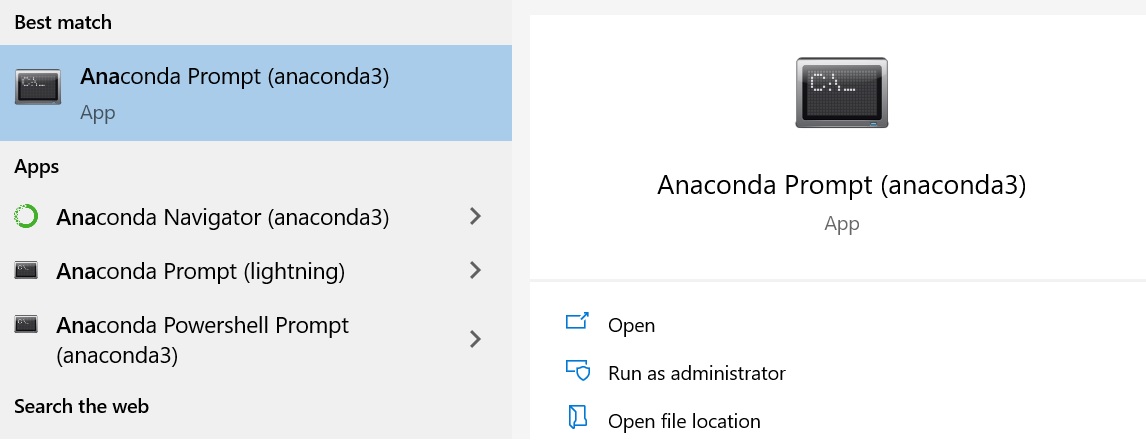 Best match
Anaconda Prompt (anaconda3)
App
Apps
Anaconda Navigator (anaconda3)
Anaconda Prompt (lightning)
Anaconda Powershell Prompt
(anaconda3)
Search the web
C:\_
Anaconda Prompt (anaconda3)
App
Open
Run as administrator
Open file location